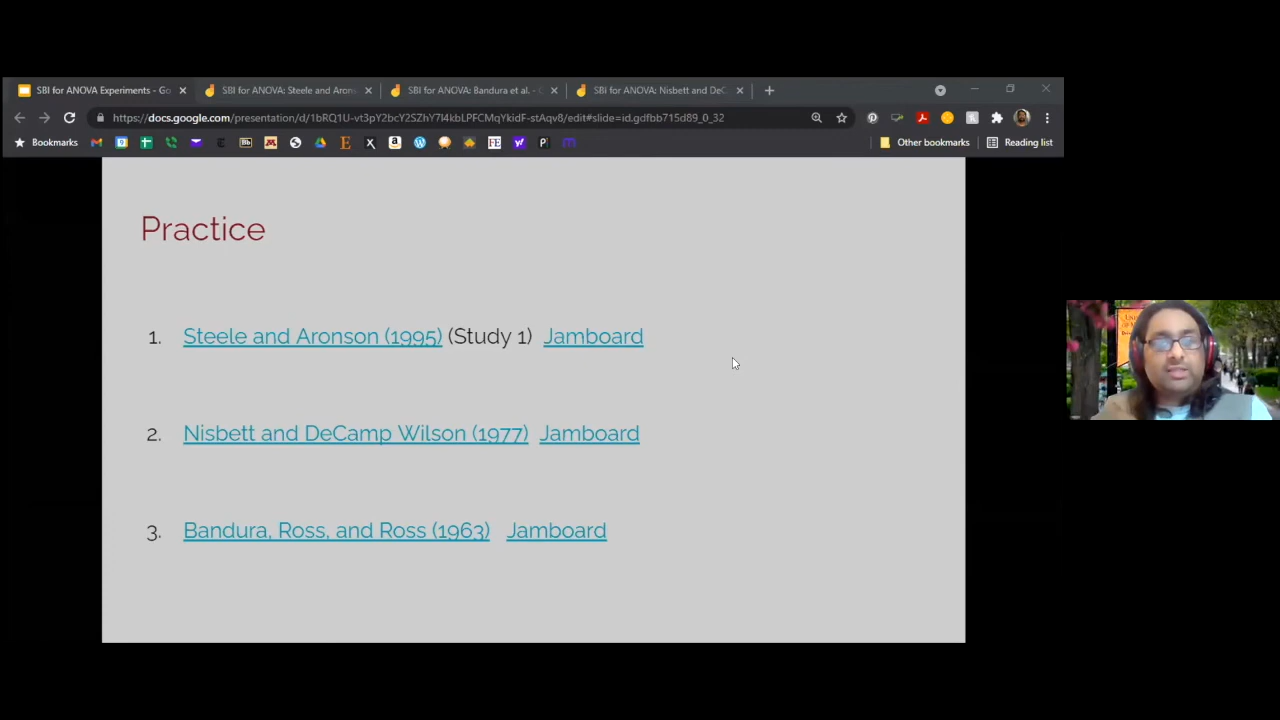 SBI for ANOVA Experiments - Go
SBI for ANOVA: Steele and Aron
SBI for ANOVA: Bandura et al. - G
SBI for ANOVA: Nisbett and DeC
https://docs.google.com/presentation/d/1bRQ1U-vt3pY2bcY2SZhY7I4kbLPFCMqYkidF-stAqv8/edit#slide=id.gdfbb715d89_0_32
Bookmarks
Other bookmarks
Reading list
Practice
1. Steele and Aronson (1995) (Study 1) Jamboard
2. Nisbett and DeCamp Wilson (1977) Jamboard
3. Bandura, Ross, and Ross (1963) Jamboard